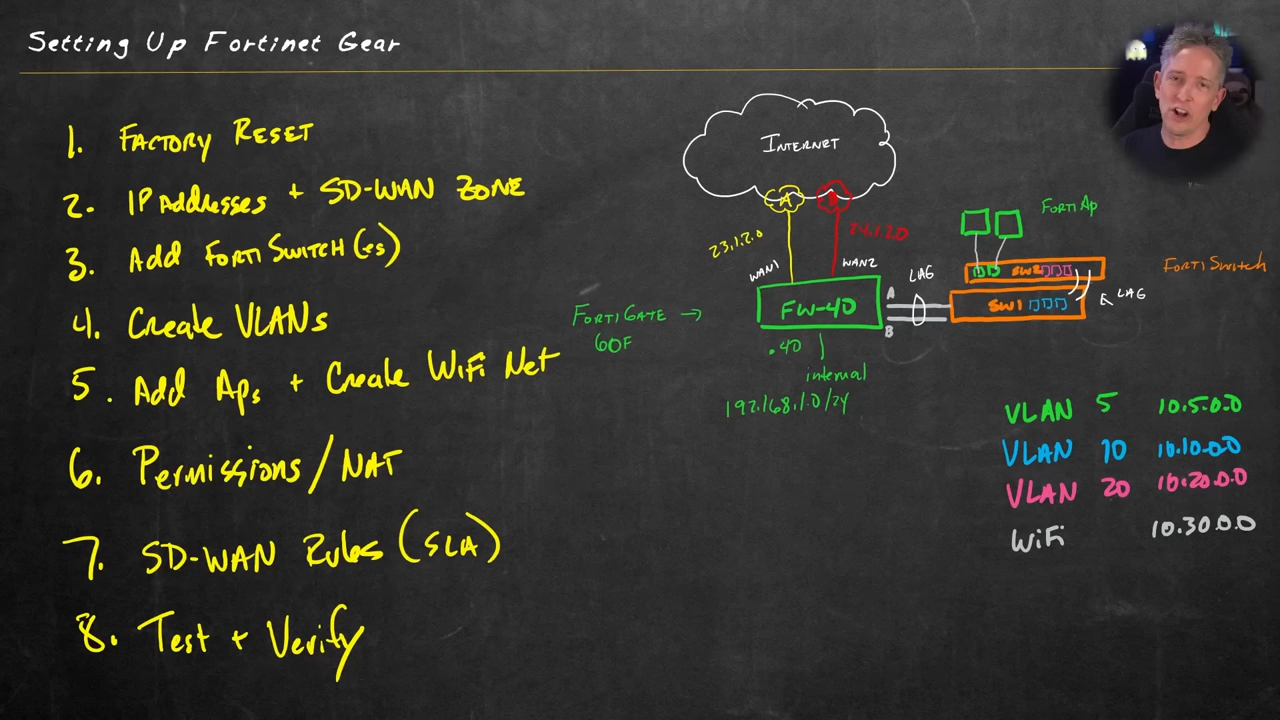 Setting Up Fortinet Gear
1. Factory Reset
2. IP Addresses + SD-WAN Zone
3. Add FortiSwitch(es)
4. Create VLANs
5. Add Aps + Create WiFi Net
6. Permissions/NAT
7. SD-WAN Rules (SLA)
8. Test + Verify
Internet
A
23.1.2.0
WAN1
WAN2
FortiAp
FortiSwitch
SW2
SW1
LAG
LAG
A
B
FW-40
FortiGate →
60F
.40
internal
192.168.1.0/24
VLAN 5 10.5.0.0
VLAN 10 10.10.0.0
VLAN 20 10.20.0.0
WiFi 10.30.0.0